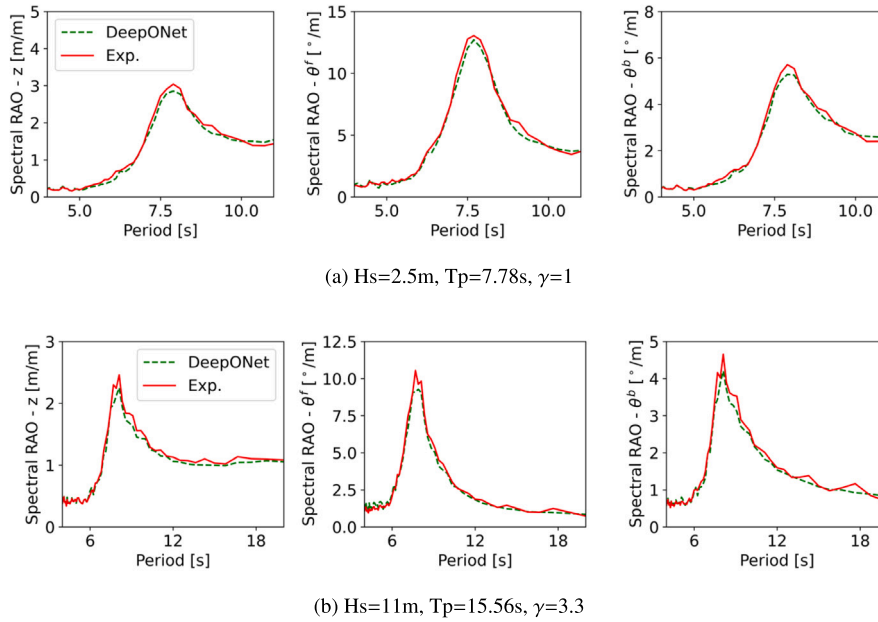 Spectral RAO - z [m/m]
5
4
3
2
1
0
DeepONet
Exp.
5.0 7.5 10.0
Period [s]
Spectral RAO - θᶠ [°/m]
15
10
5
0
5.0 7.5 10.0
Period [s]
Spectral RAO - θᵇ [°/m]
8
6
4
2
0
5.0 7.5 10.0
Period [s]
(a) Hs=2.5m, Tp=7.78s, γ=1
Spectral RAO - z [m/m]
3
2
1
0
DeepONet
Exp.
6 12 18
Period [s]
Spectral RAO - θᶠ [°/m]
12.5
10.0
7.5
5.0
2.5
0.0
6 12 18
Period [s]
Spectral RAO - θᵇ [°/m]
5
4
3
2
1
0
6 12 18
Period [s]
(b) Hs=11m, Tp=15.56s, γ=3.3